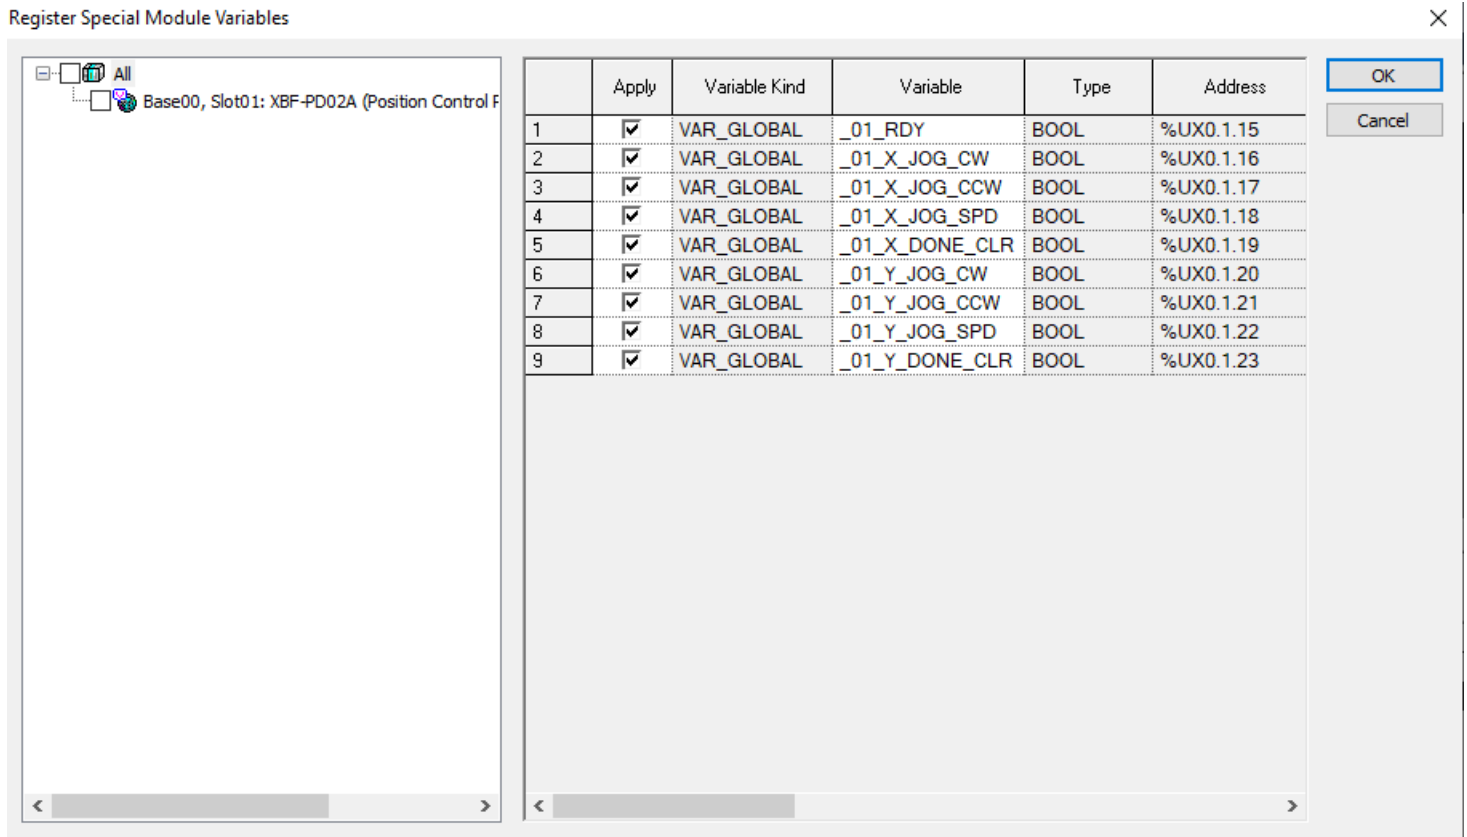 Register Special Module Variables
All
Base00, Slot01: XBF-PD02A (Position Control F
Apply Variable Kind Variable Type Address
1 VAR_GLOBAL _01_RDY BOOL %UX0.1.15
2 VAR_GLOBAL _01_X_JOG_CW BOOL %UX0.1.16
3 VAR_GLOBAL _01_X_JOG_CCW BOOL %UX0.1.17
4 VAR_GLOBAL _01_X_JOG_SPD BOOL %UX0.1.18
5 VAR_GLOBAL _01_X_DONE_CLR BOOL %UX0.1.19
6 VAR_GLOBAL _01_Y_JOG_CW BOOL %UX0.1.20
7 VAR_GLOBAL _01_Y_JOG_CCW BOOL %UX0.1.21
8 VAR_GLOBAL _01_Y_JOG_SPD BOOL %UX0.1.22
9 VAR_GLOBAL _01_Y_DONE_CLR BOOL %UX0.1.23
OK
Cancel